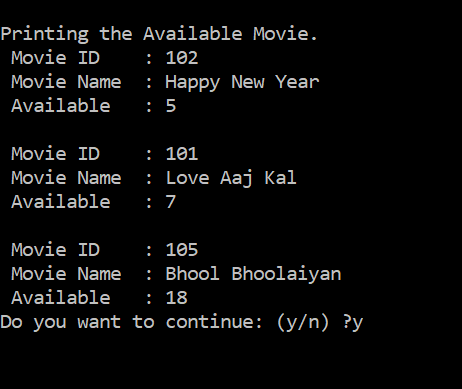 Printing the Available Movie.
Movie ID    : 102
Movie Name  : Happy New Year
Available   : 5
Movie ID    : 101
Movie Name  : Love Aaj Kal
Available   : 7
Movie ID    : 105
Movie Name  : Bhool Bhoolaiyan
Available   : 18
Do you want to continue: (y/n) ?y